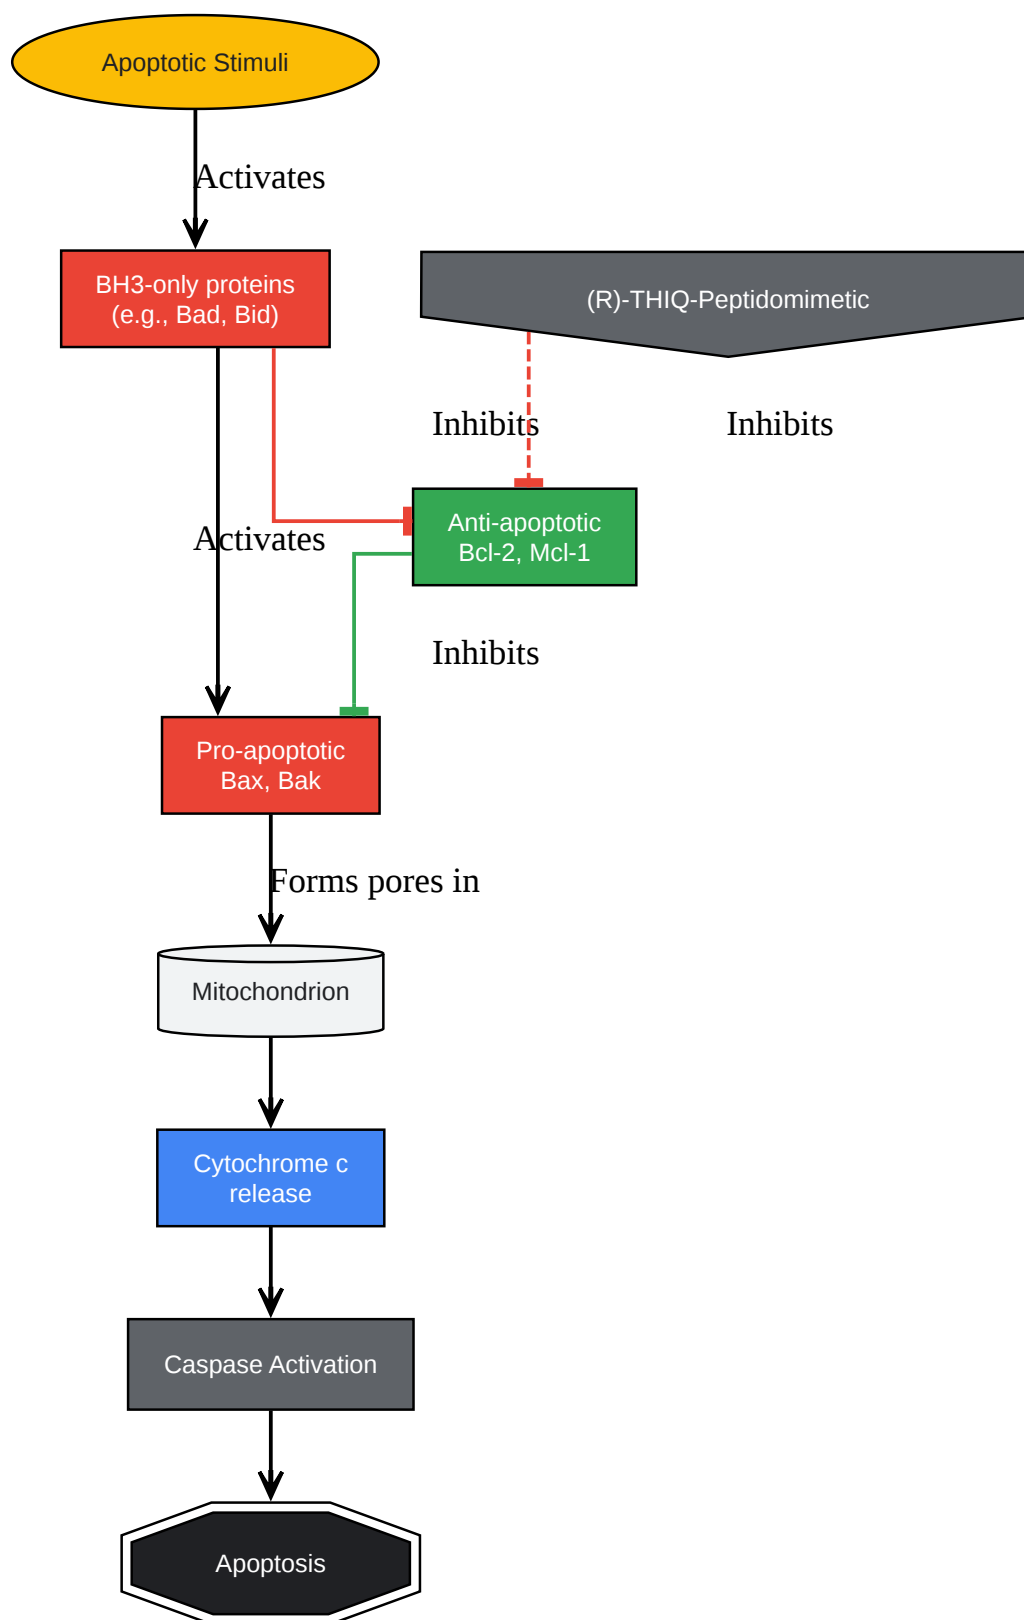 Apoptotic Stimuli
Activates
BH3-only proteins
(e.g., Bad, Bid)
(R)-THIQ-Peptidomimetic
Inhibits
Inhibits
Anti-apoptotic
Bcl-2, Mcl-1
Activates
Inhibits
Pro-apoptotic
Bax, Bak
Forms pores in
Mitochondrion
Cytochrome c
release
Caspase Activation
Apoptosis